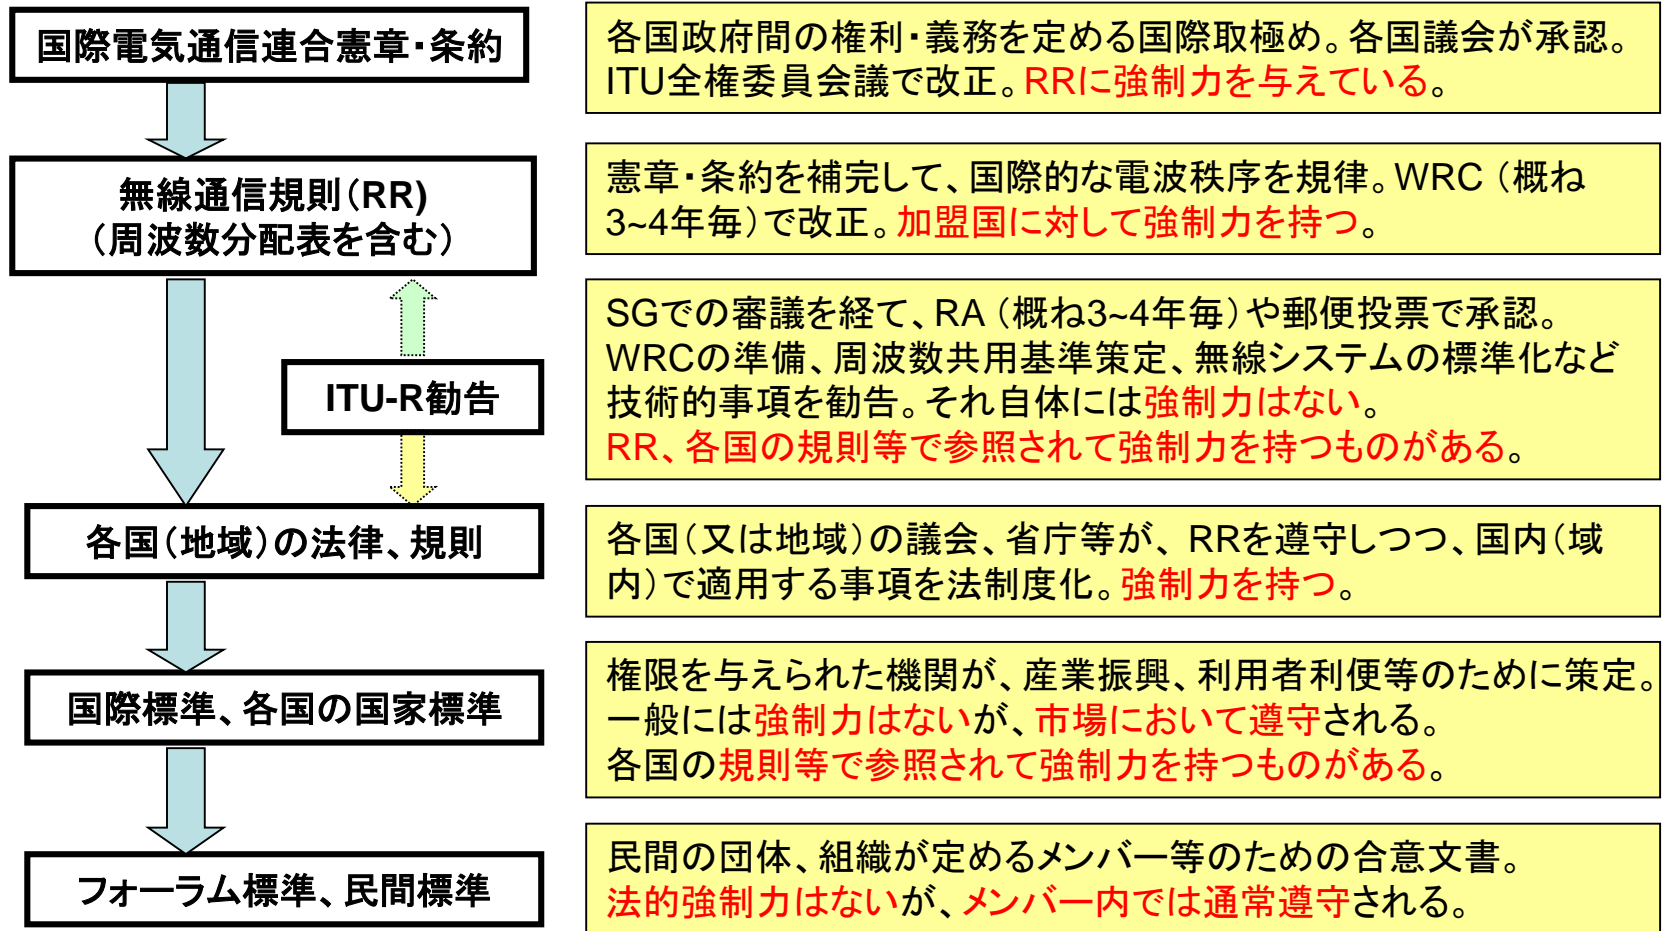 国際電気通信連合憲章・条約
各国政府間の権利・義務を定める国際取極め。各国議会が承認。
ITU全権委員会議で改正。RRに強制力を与えている。
無線通信規則(RR)
(周波数分配表を含む)
憲章・条約を補完して、国際的な電波秩序を規律。WRC(概ね
3~4年毎)で改正。加盟国に対して強制力を持つ。
ITU-R勧告
SGでの審議を経て、RA(概ね3~4年毎)や郵便投票で承認。
WRCの準備、周波数共用基準策定、無線システムの標準化など
技術的事項を勧告。それ自体には強制力はない。
RR、各国の規則等で参照されて強制力を持つものがある。
各国(地域)の法律、規則
各国(又は地域)の議会、省庁等が、RRを遵守しつつ、国内(域
内)で適用する事項を法制度化。強制力を持つ。
国際標準、各国の国家標準
権限を与えられた機関が、産業振興、利用者利便等のために策定。
一般には強制力はないが、市場において遵守される。
各国の規則等で参照されて強制力を持つものがある。
フォーラム標準、民間標準
民間の団体、組織が定めるメンバー等のための合意文書。
法的強制力はないが、メンバー内では通常遵守される。